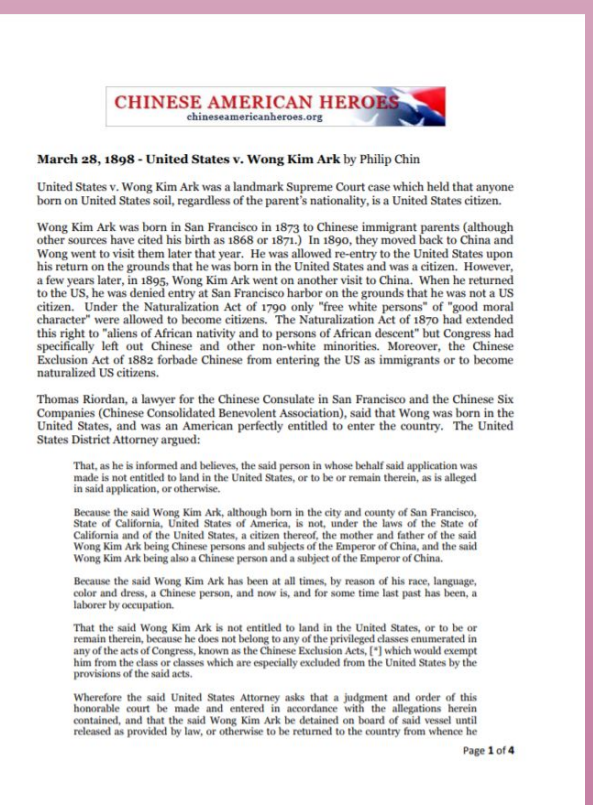 CHINESE AMERICAN HEROES
chineseamericanheroes.org
March 28, 1898 - United States v. Wong Kim Ark by Philip Chin
United States v. Wong Kim Ark was a landmark Supreme Court case which held that anyone
born on United States soil, regardless of the parent's nationality, is a United States citizen.
Wong Kim Ark was born in San Francisco in 1873 to Chinese immigrant parents (although
other sources have cited his birth as 1868 or 1871.)  In 1890, they moved back to China and
Wong went to visit them later that year.  He was allowed re-entry to the United States upon
his return on the grounds that he was born in the United States and was a citizen.  However,
a few years later, in 1895, Wong Kim Ark went on another visit to China.  When he returned
to the US, he was denied entry at San Francisco harbor on the grounds that he was not a US
citizen.  Under the Naturalization Act of 1790 only "free white persons" of "good moral
character" were allowed to become citizens.  The Naturalization Act of 1870 had extended
this right to "aliens of African nativity and to persons of African descent" but Congress had
specifically left out Chinese and other non-white minorities.  Moreover, the Chinese
Exclusion Act of 1882 forbade Chinese from entering the US as immigrants or to become
naturalized US citizens.
Thomas Riordan, a lawyer for the Chinese Consulate in San Francisco and the Chinese Six
Companies (Chinese Consolidated Benevolent Association), said that Wong was born in the
United States, and was an American perfectly entitled to enter the country.  The United
States District Attorney argued:
That, as he is informed and believes, the said person in whose behalf said application was
made is not entitled to land in the United States, or to be or remain therein, as is alleged
in said application, or otherwise.
Because the said Wong Kim Ark, although born in the city and county of San Francisco,
State of California, United States of America, is not, under the laws of the State of
California and of the United States, a citizen thereof, the mother and father of the said
Wong Kim Ark being Chinese persons and subjects of the Emperor of China, and the said
Wong Kim Ark being also a Chinese person and a subject of the Emperor of China.
Because the said Wong Kim Ark has been at all times, by reason of his race, language,
color and dress, a Chinese person, and now is, and for some time last past has been, a
laborer by occupation.
That the said Wong Kim Ark is not entitled to land in the United States, or to be or
remain therein, because he does not belong to any of the privileged classes enumerated in
any of the acts of Congress, known as the Chinese Exclusion Acts, [*] which would exempt
him from the class or classes which are especially excluded from the United States by the
provisions of the said acts.
Wherefore the said United States Attorney asks that a judgment and order of this
honorable court be made and entered in accordance with the allegations herein
contained, and that the said Wong Kim Ark be detained on board of said vessel until
released as provided by law, or otherwise to be returned to the country from whence he
Page 1 of 4